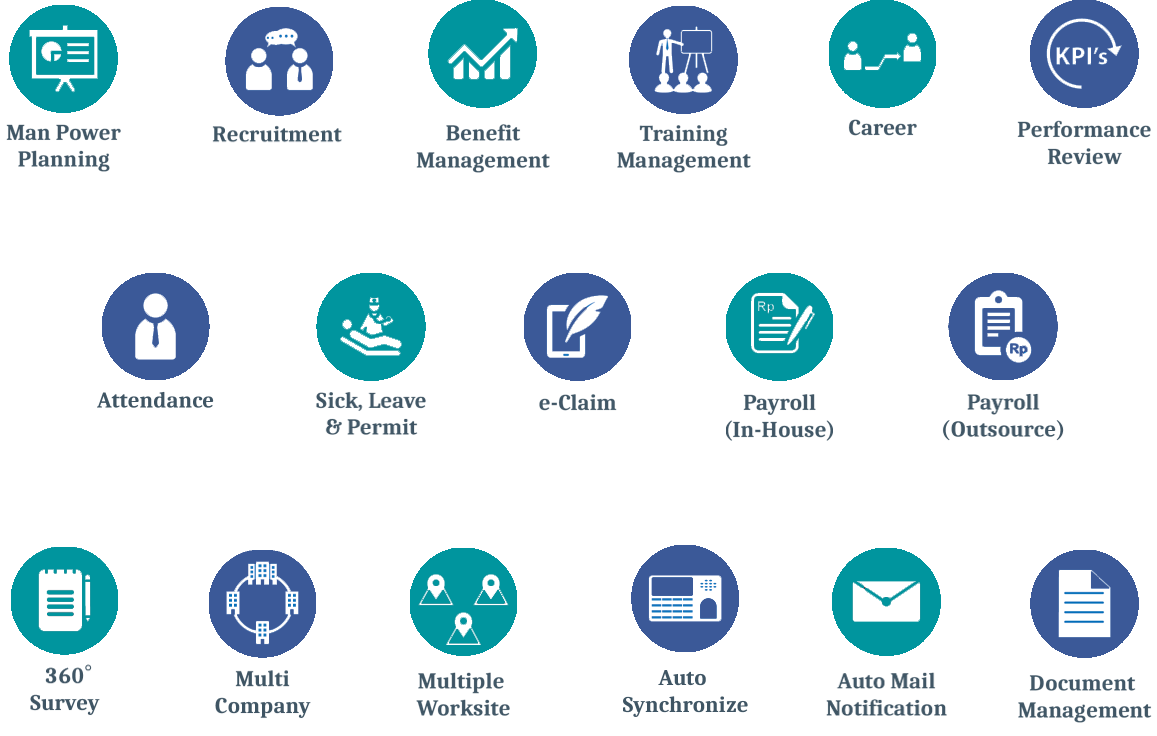 KPI's
Man Power
Planning
Recruitment
Benefit
Management
Training
Management
Career
Performance
Review
Rp
Rp
Attendance
Sick, Leave
& Permit
e-Claim
Payroll
(In-House)
Payroll
(Outsource)
360°
Survey
Multi
Company
Multiple
Worksite
Auto
Synchronize
Auto Mail
Notification
Document
Management